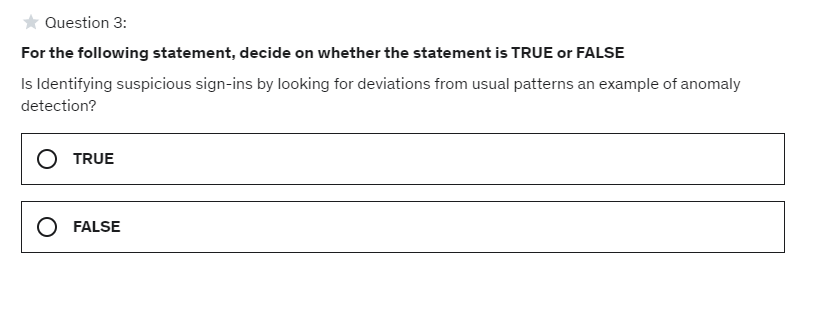 Question 3:
For the following statement, decide on whether the statement is TRUE or FALSE
Is Identifying suspicious sign-ins by looking for deviations from usual patterns an example of anomaly
detection?
TRUE
FALSE